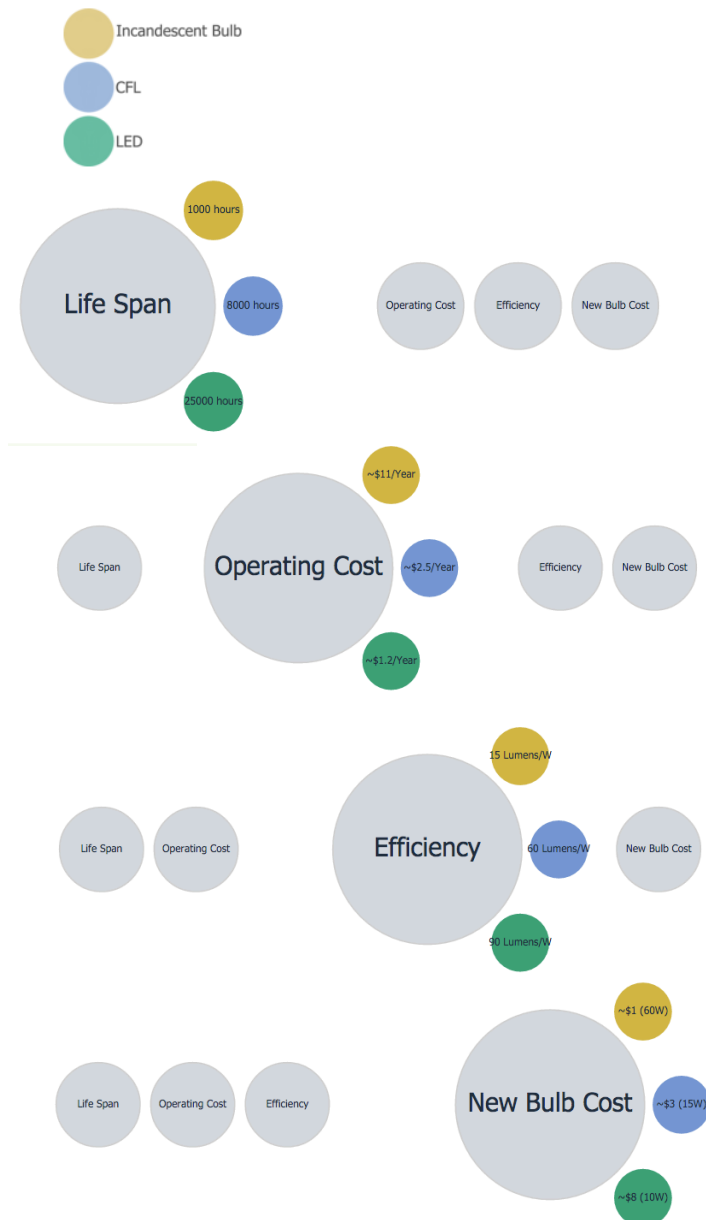 Incandescent Bulb
CFL
LED
1000 hours
Life Span
8000 hours
Operating Cost
Efficiency
New Bulb Cost
25000 hours
~$11/Year
Life Span
Operating Cost
~$2.5/Year
Efficiency
New Bulb Cost
~$1.2/Year
15 Lumens/W
Life Span
Operating Cost
Efficiency
60 Lumens/W
New Bulb Cost
90 Lumens/W
~$1 (60W)
Life Span
Operating Cost
Efficiency
New Bulb Cost
~$3 (15W)
~$8 (10W)